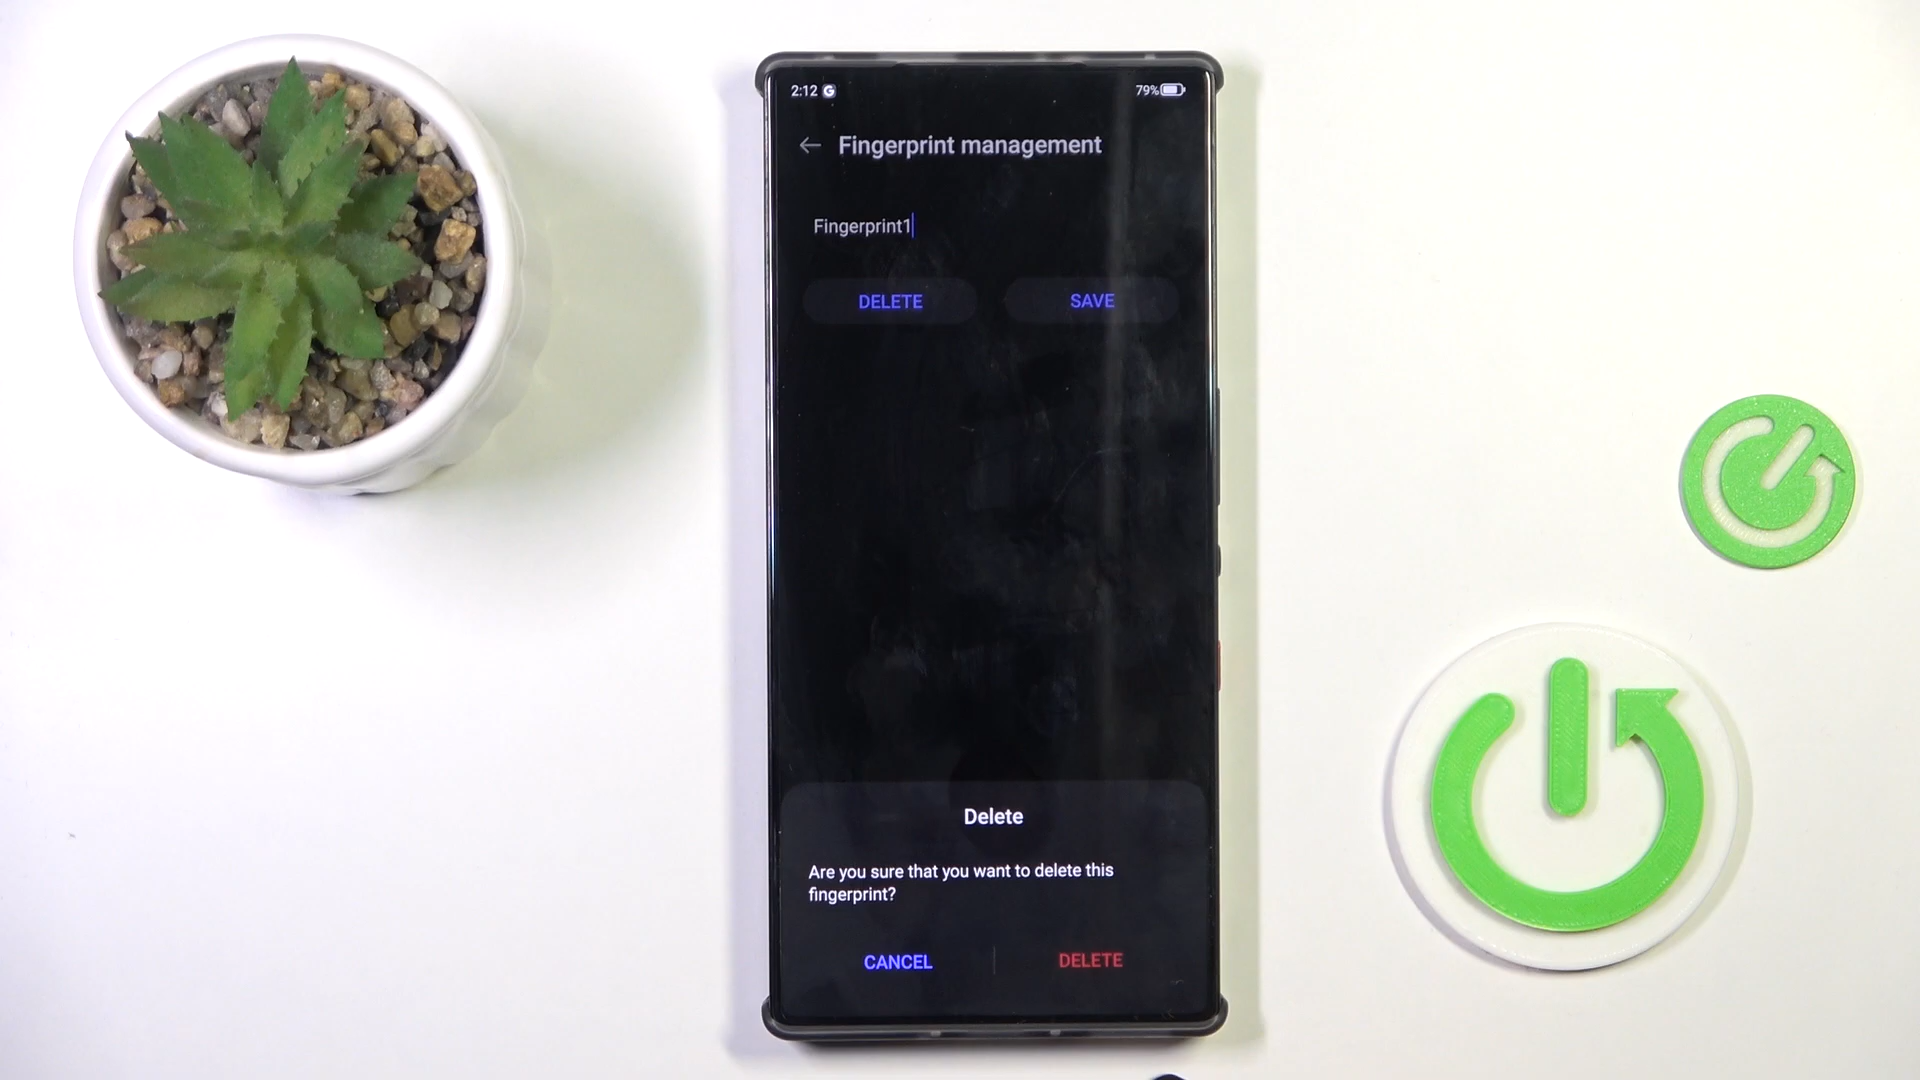 2:12 G 79%
Fingerprint management
Fingerprint1
DELETE SAVE
Delete
Are you sure that you want to delete this
fingerprint?
CANCEL DELETE